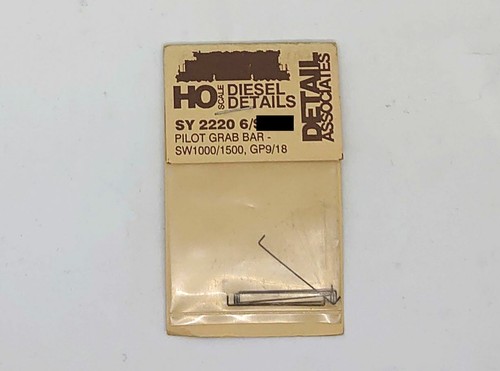 HO SCALE DIESEL
DETAILS
DETAIL
ASSOCIATES
SY 2220 6/
PILOT GRAB BAR -
SW1000/1500, GP9/18